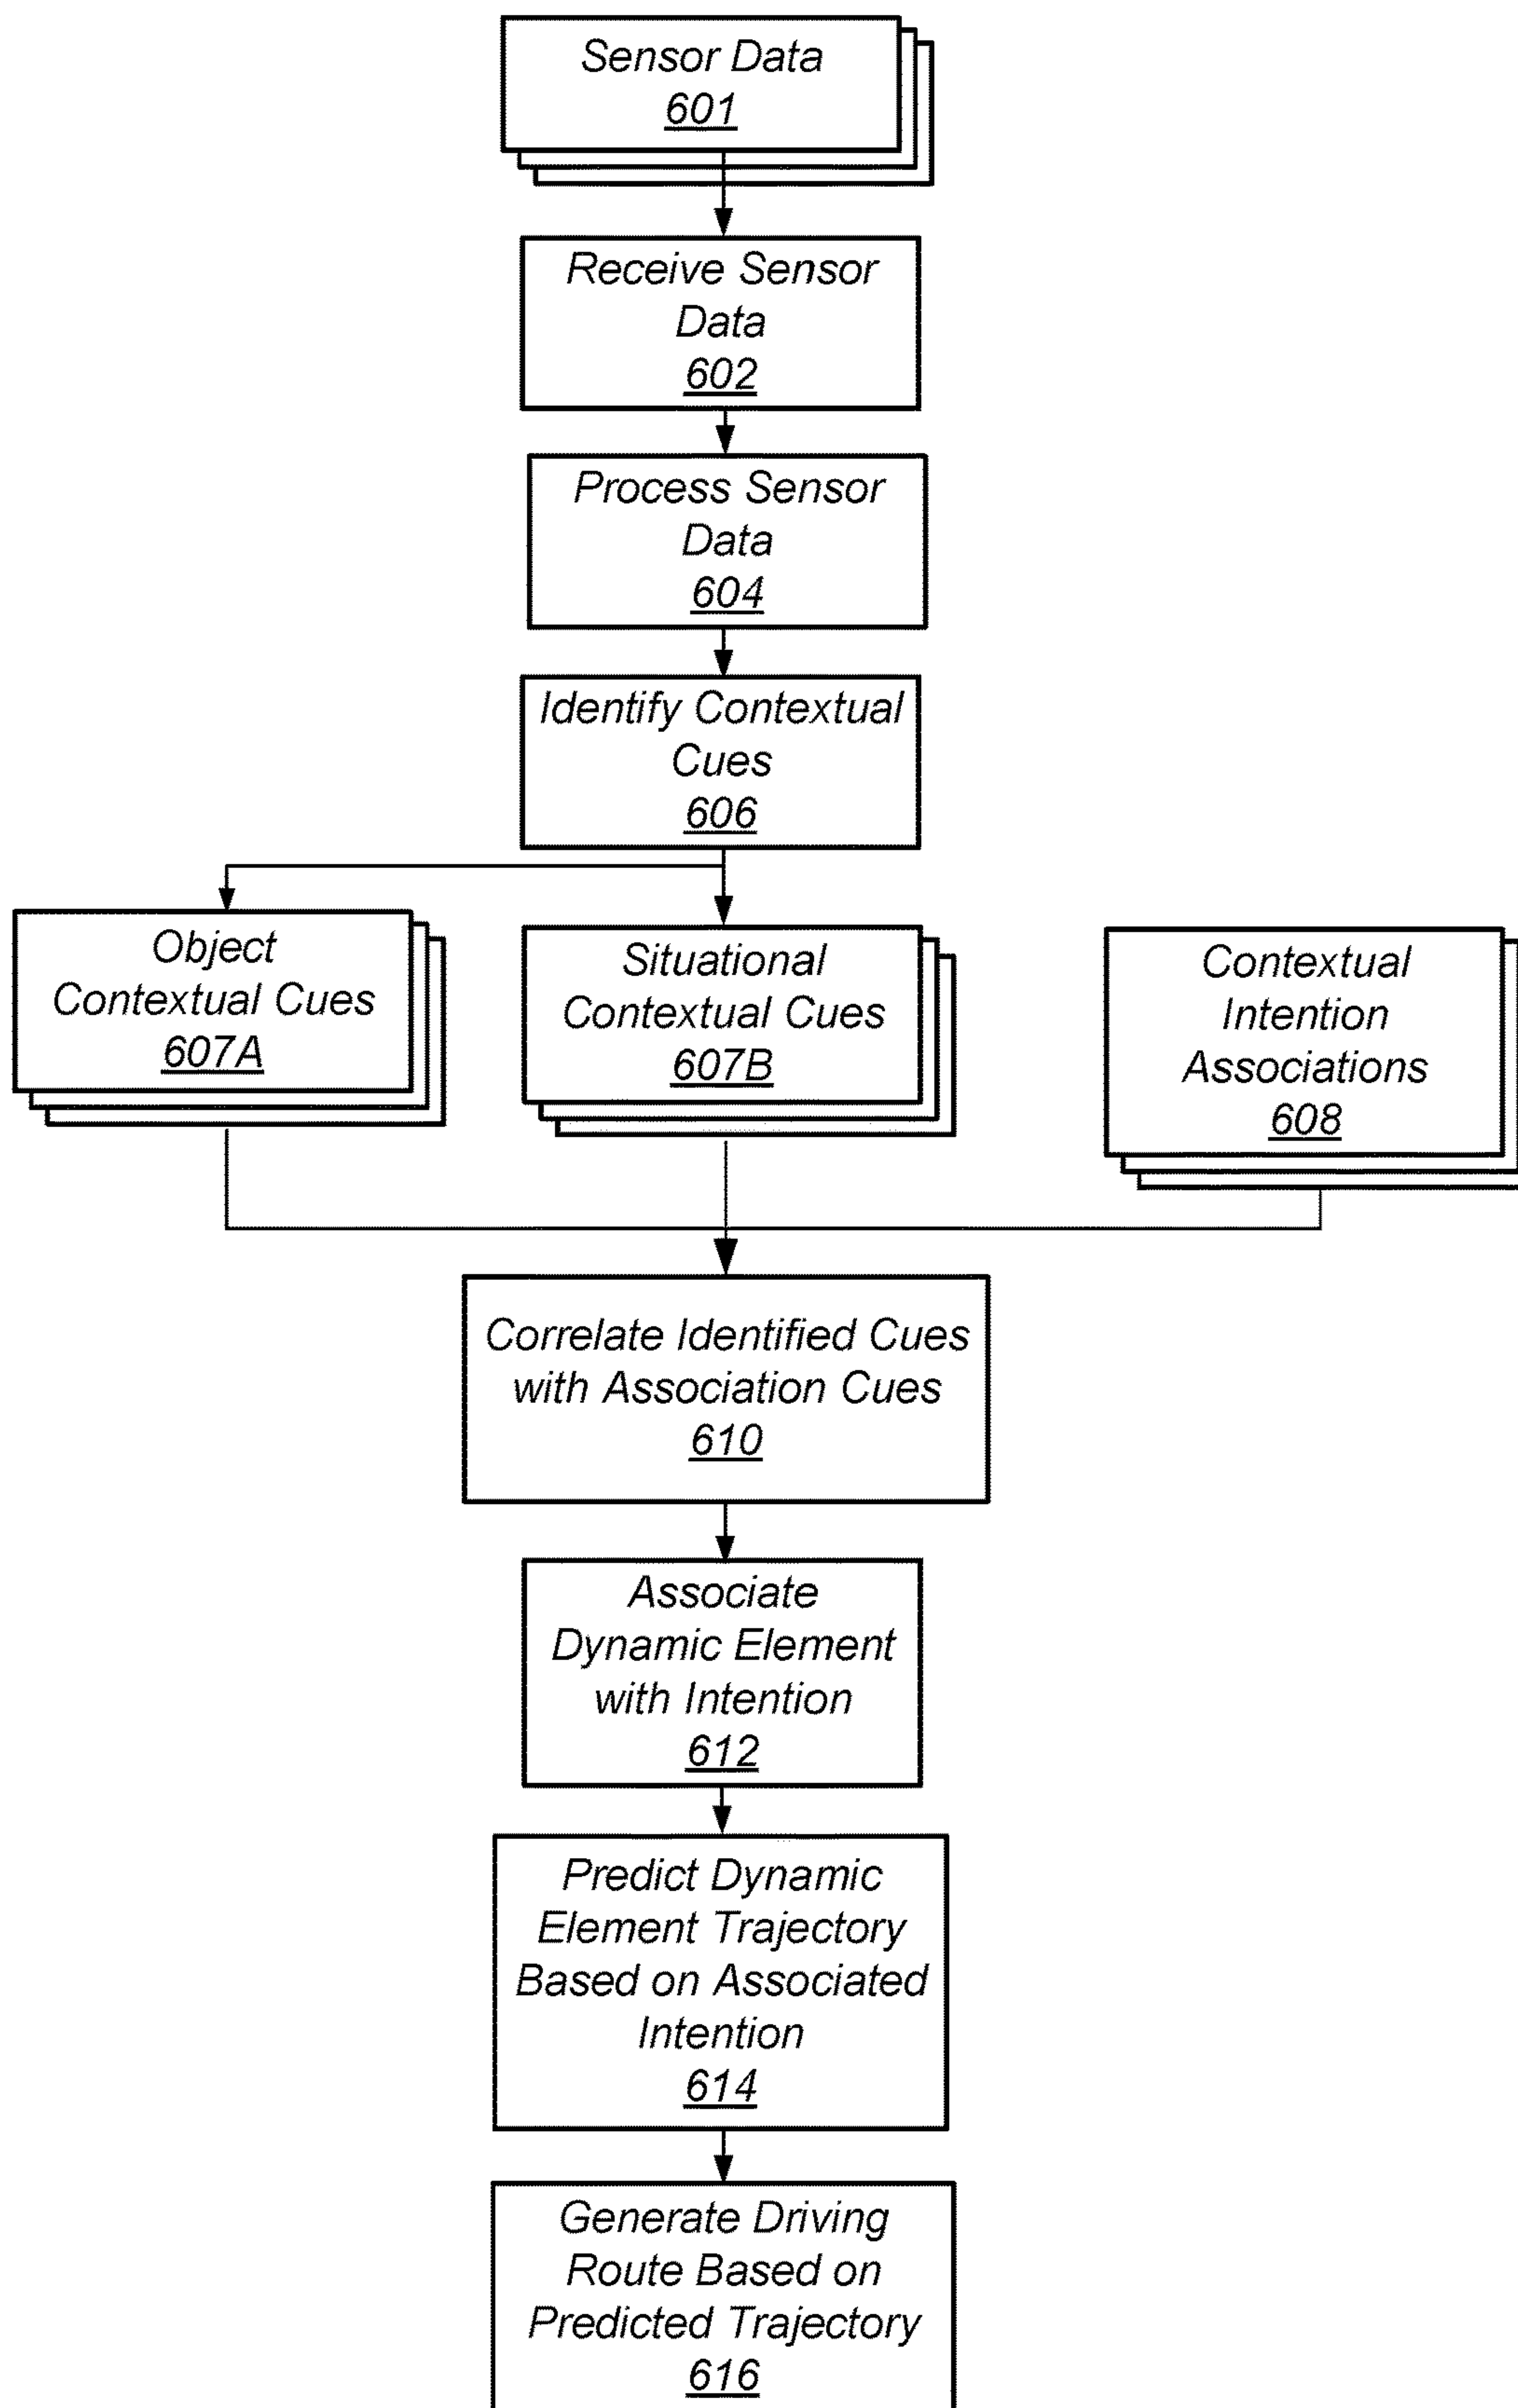 Sensor Data
601
Receive Sensor
Data
602
Process Sensor
Data
604
Identify Contextual
Cues
606
Object
Contextual Cues
607A
Situational
Contextual Cues
607B
Contextual
Intention
Associations
608
Correlate Identified Cues
with Association Cues
610
Associate
Dynamic Element
with Intention
612
Predict Dynamic
Element Trajectory
Based on Associated
Intention
614
Generate Driving
Route Based on
Predicted Trajectory
616